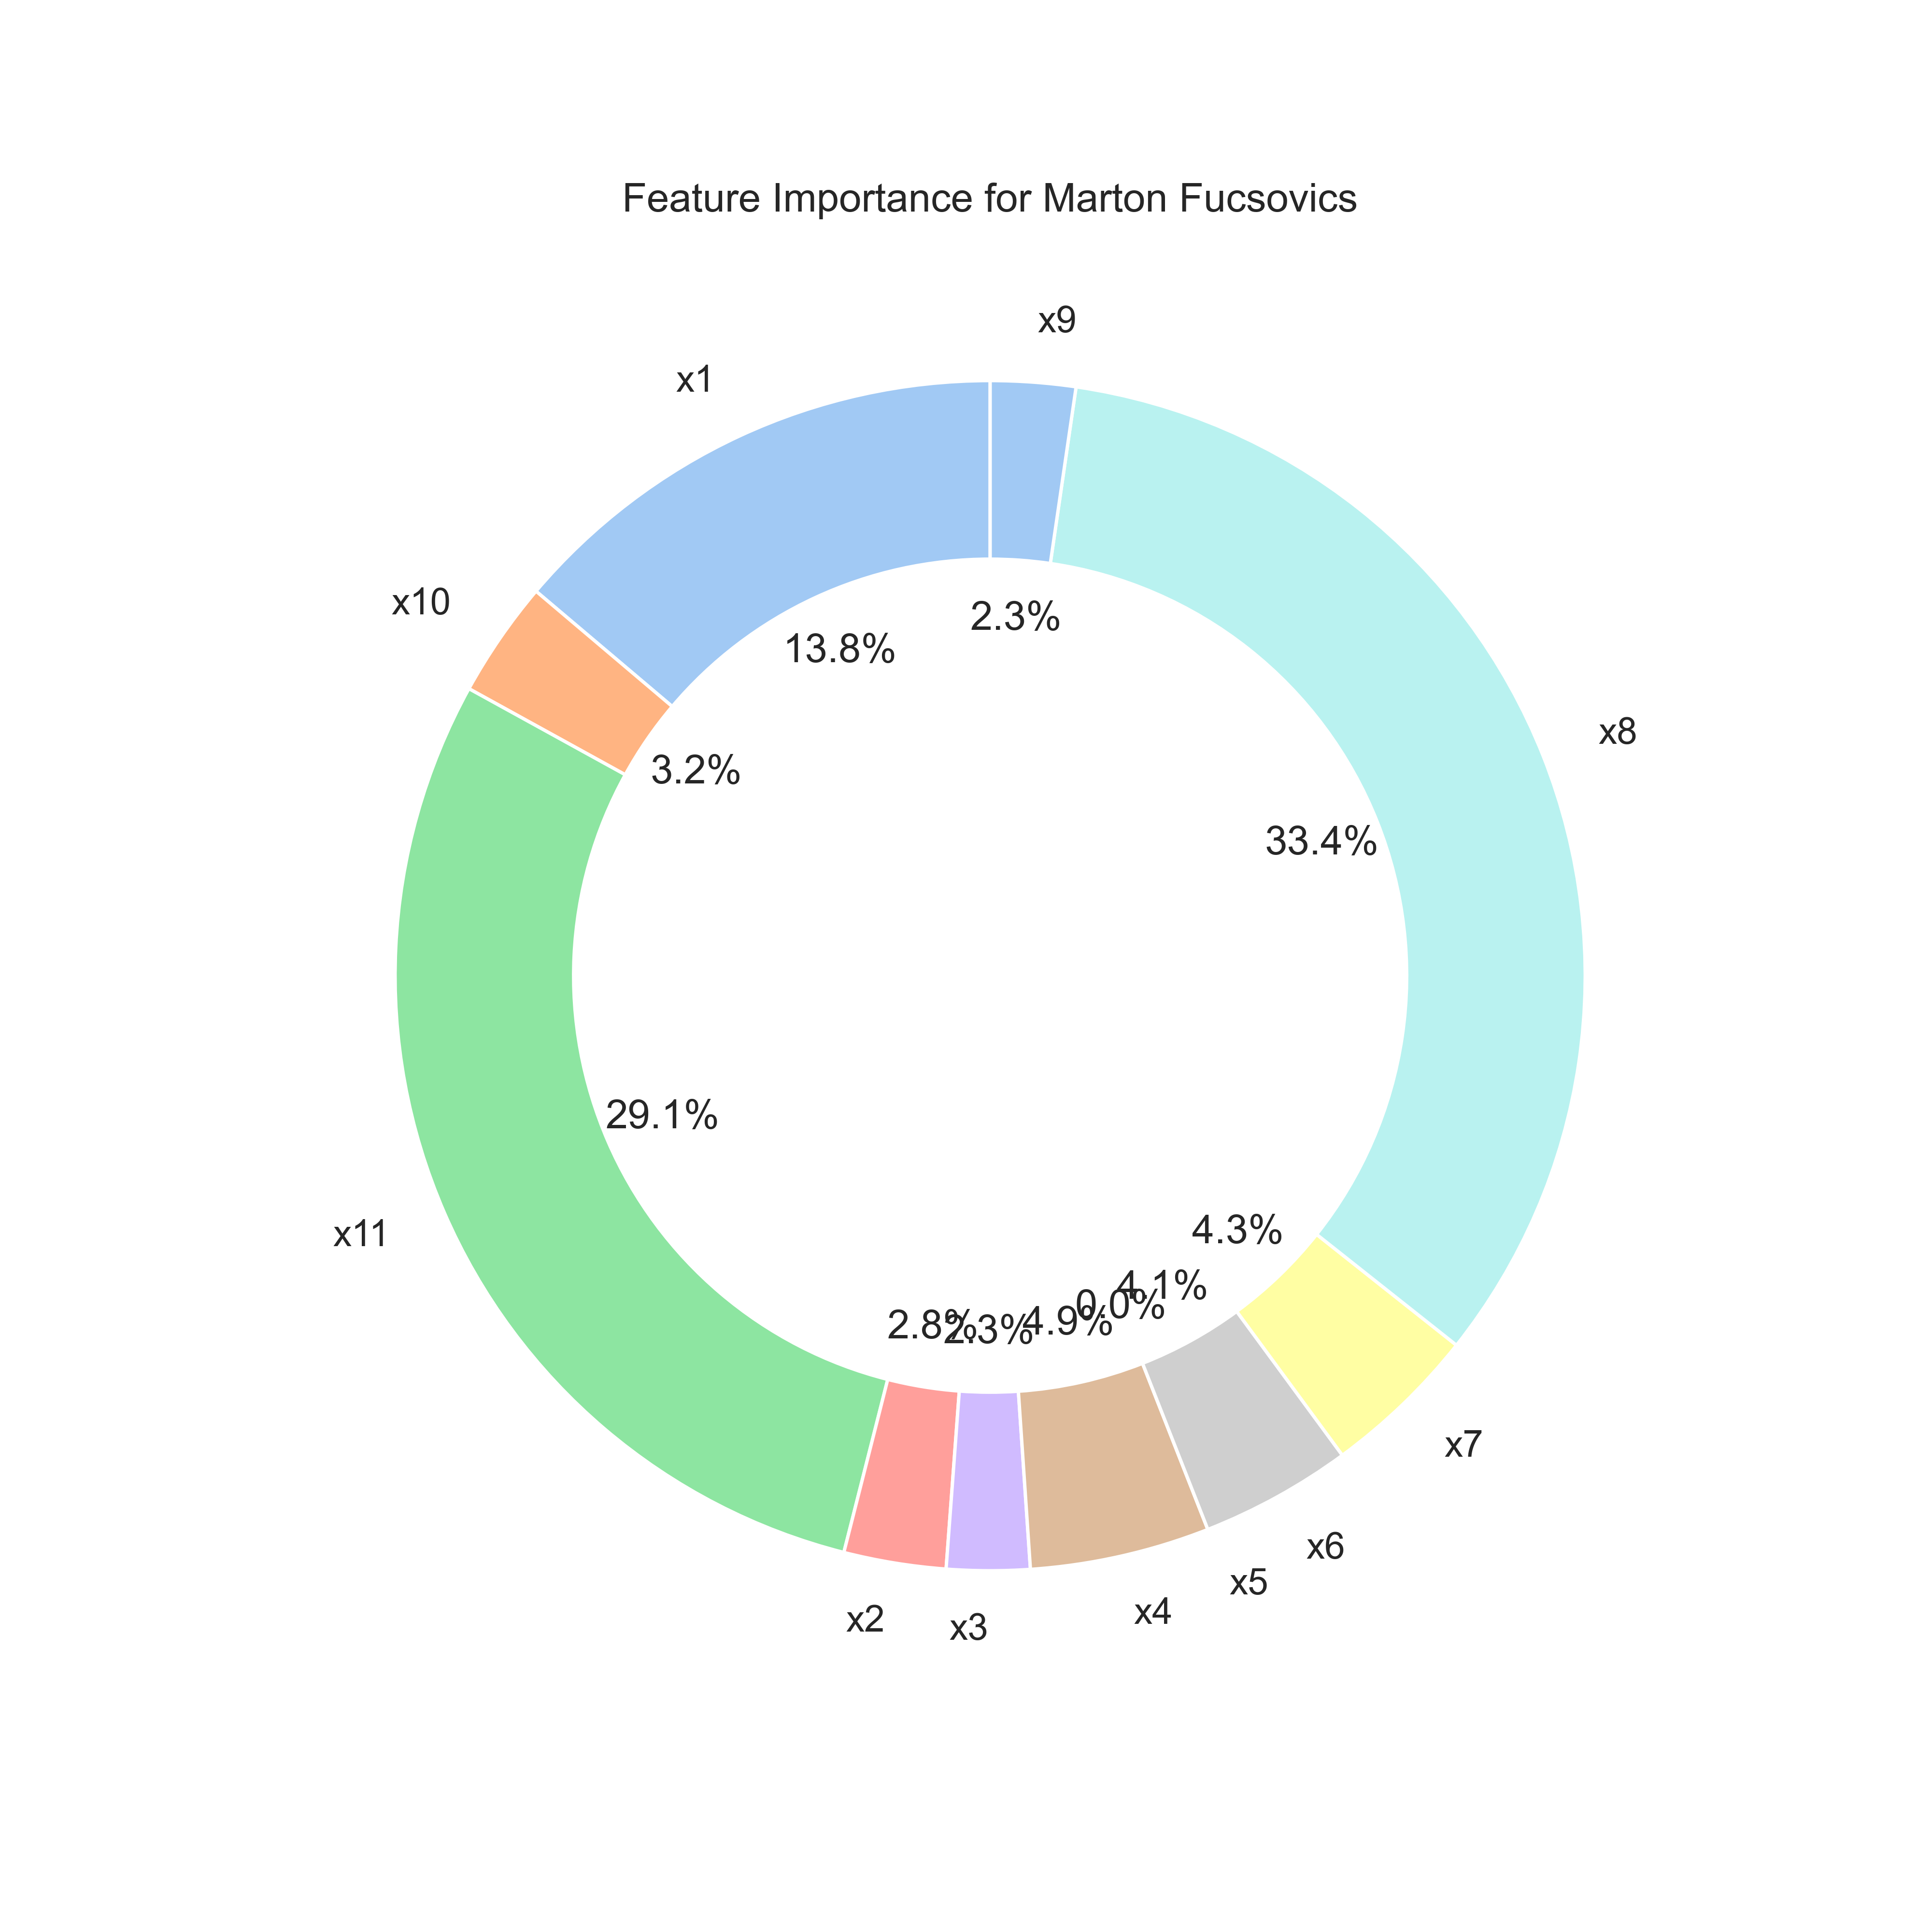 Feature Importance for Marton Fucsovics
x9
x1
x10
2.3%
13.8%
x8
3.2%
33.4%
29.1%
x11
4.3%
4.1%
0.0%
4.9%
2.3%
2.8%
x7
x6
x5
x4
x3
x2